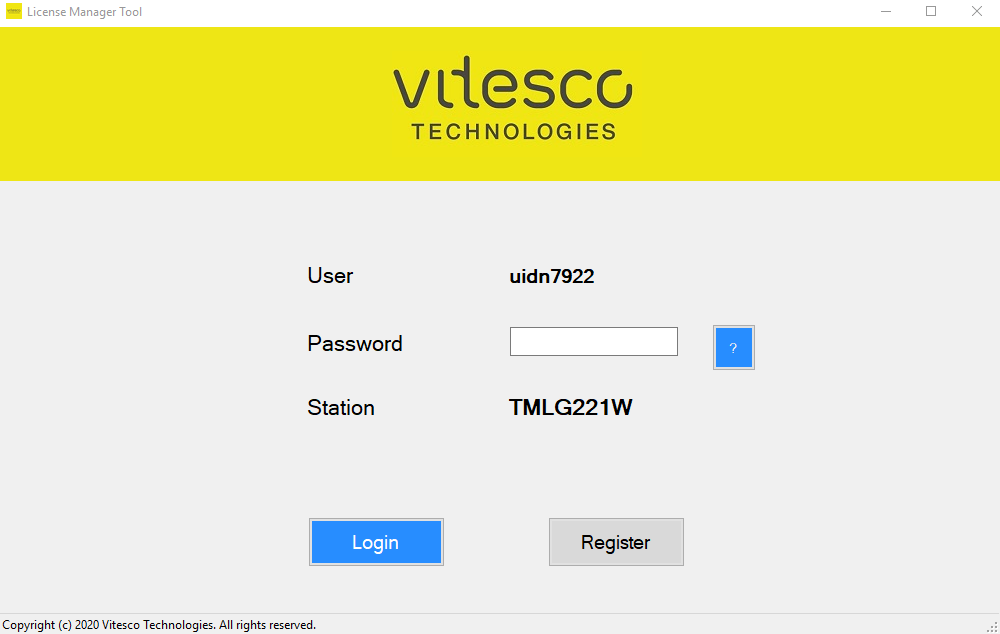 License Manager Tool
vitesco
TECHNOLOGIES
User uidn7922
Password ?
Station TMLG221W
Login Register
Copyright (c) 2020 Vitesco Technologies. All rights reserved.